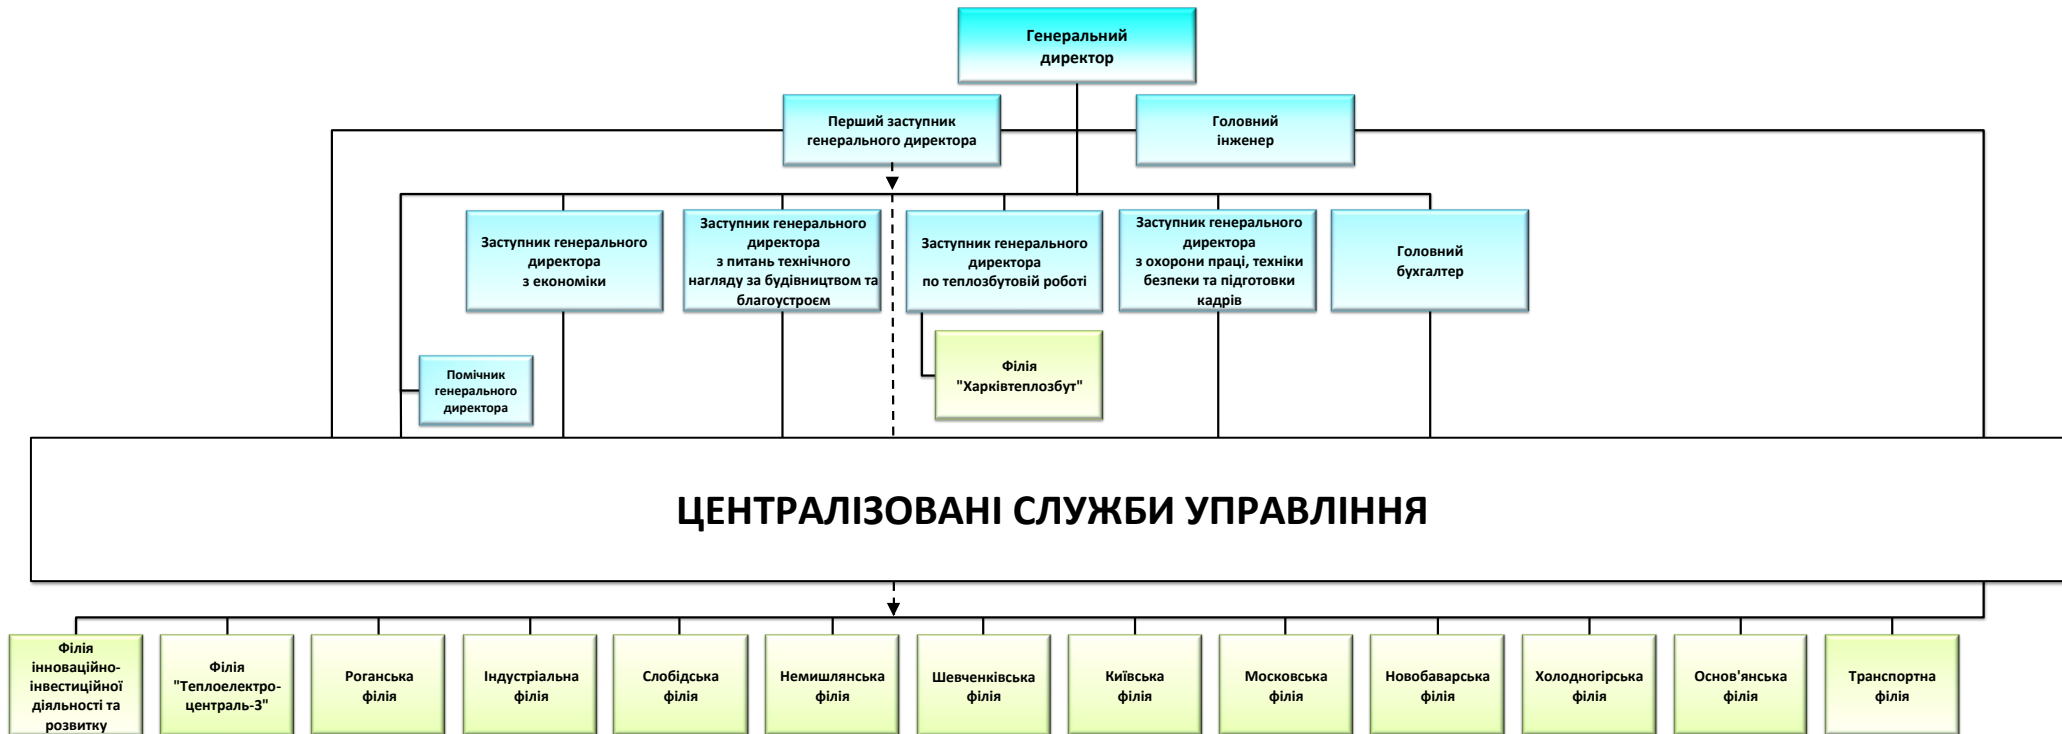 Генеральний
директор
Перший заступник
генерального директора
Головний
інженер
Заступник генерального
директора
з економіки
Заступник генерального
директора
з питань технічного
нагляду за будівництвом та
благоустроєм
Заступник генерального
директора
по теплозбутовій роботі
Заступник генерального
директора
з охорони праці, техніки
безпеки та підготовки
кадрів
Головний
бухгалтер
Помічник
генерального
директора
Філія
"Харківтеплозбут"
ЦЕНТРАЛІЗОВАНІ СЛУЖБИ УПРАВЛІННЯ
Філія
інноваційно-
інвестиційної
діяльності та
розвитку
Філія
"Теплоелектро-
централь-3"
Роганська
філія
Індустріальна
філія
Слобідська
філія
Немишлянська
філія
Шевченківська
філія
Київська
філія
Московська
філія
Новобаварська
філія
Холодногірська
філія
Основ'янська
філія
Транспортна
філія